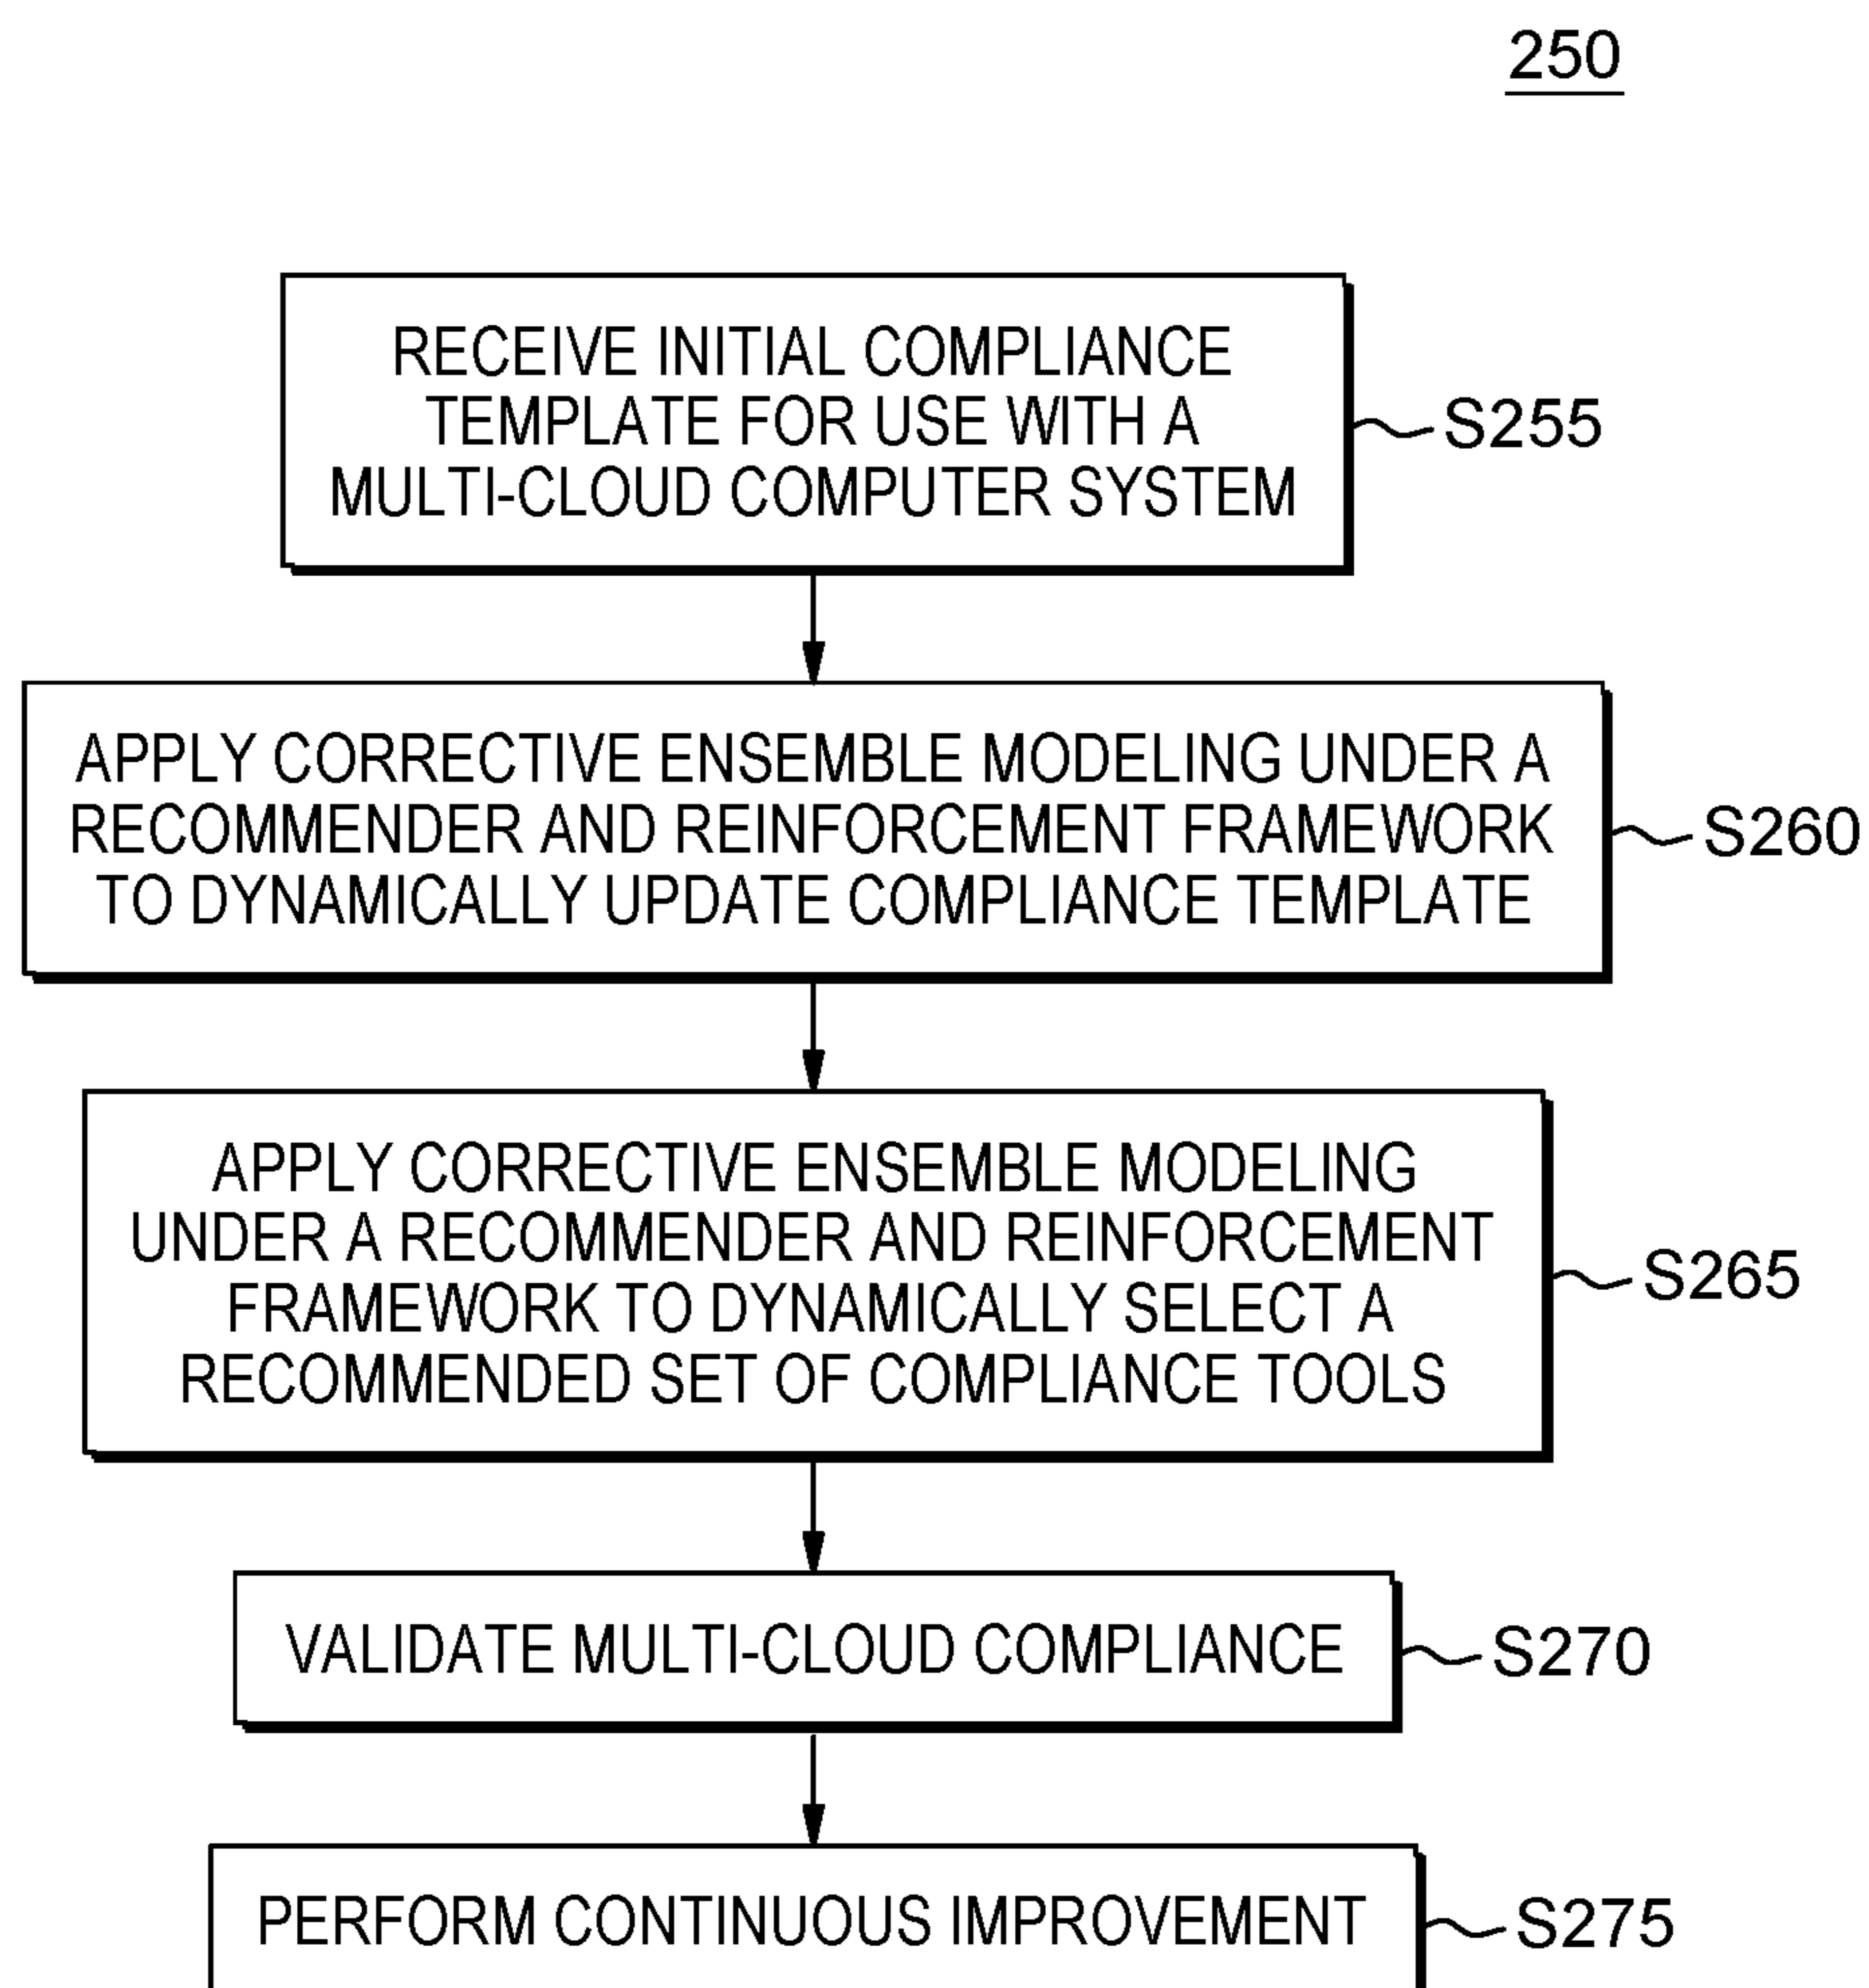 250
RECEIVE INITIAL COMPLIANCE
TEMPLATE FOR USE WITH A
MULTI-CLOUD COMPUTER SYSTEM
S255
APPLY CORRECTIVE ENSEMBLE MODELING UNDER A
RECOMMENDER AND REINFORCEMENT FRAMEWORK
TO DYNAMICALLY UPDATE COMPLIANCE TEMPLATE
S260
APPLY CORRECTIVE ENSEMBLE MODELING
UNDER A RECOMMENDER AND REINFORCEMENT
FRAMEWORK TO DYNAMICALLY SELECT A
RECOMMENDED SET OF COMPLIANCE TOOLS
S265
VALIDATE MULTI-CLOUD COMPLIANCE
S270
PERFORM CONTINUOUS IMPROVEMENT
S275